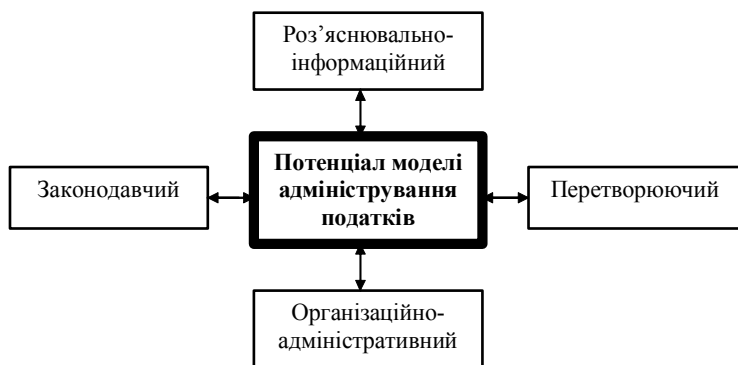 Роз’яснювально-
інформаційний
Законодавчий
Потенціал моделі
адміністрування
податків
Перетворюючий
Організаційно-
адміністративний